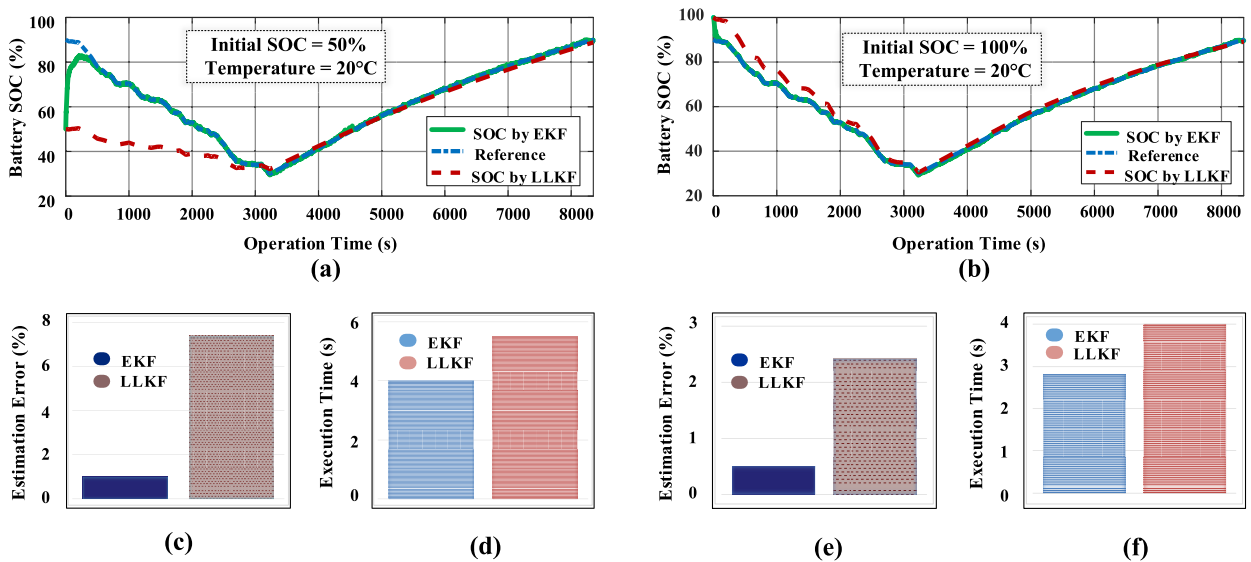 Battery SOC (%)
100
80
60
40
20
Initial SOC = 50%
Temperature = 20°C
SOC by EKF
Reference
SOC by LLKF
0 1000 2000 3000 4000 5000 6000 7000 8000
Operation Time (s)
(a)
Battery SOC (%)
100
80
60
40
20
Initial SOC = 100%
Temperature = 20°C
SOC by EKF
Reference
SOC by LLKF
0 1000 2000 3000 4000 5000 6000 7000 8000
Operation Time (s)
(b)
Estimation Error (%)
8
6
4
2
0
EKF
LLKF
(c)
Execution Time (s)
6
4
2
0
EKF
LLKF
(d)
Estimation Error (%)
3
2
1
0
EKF
LLKF
(e)
Execution Time (s)
4
3
2
1
0
EKF
LLKF
(f)